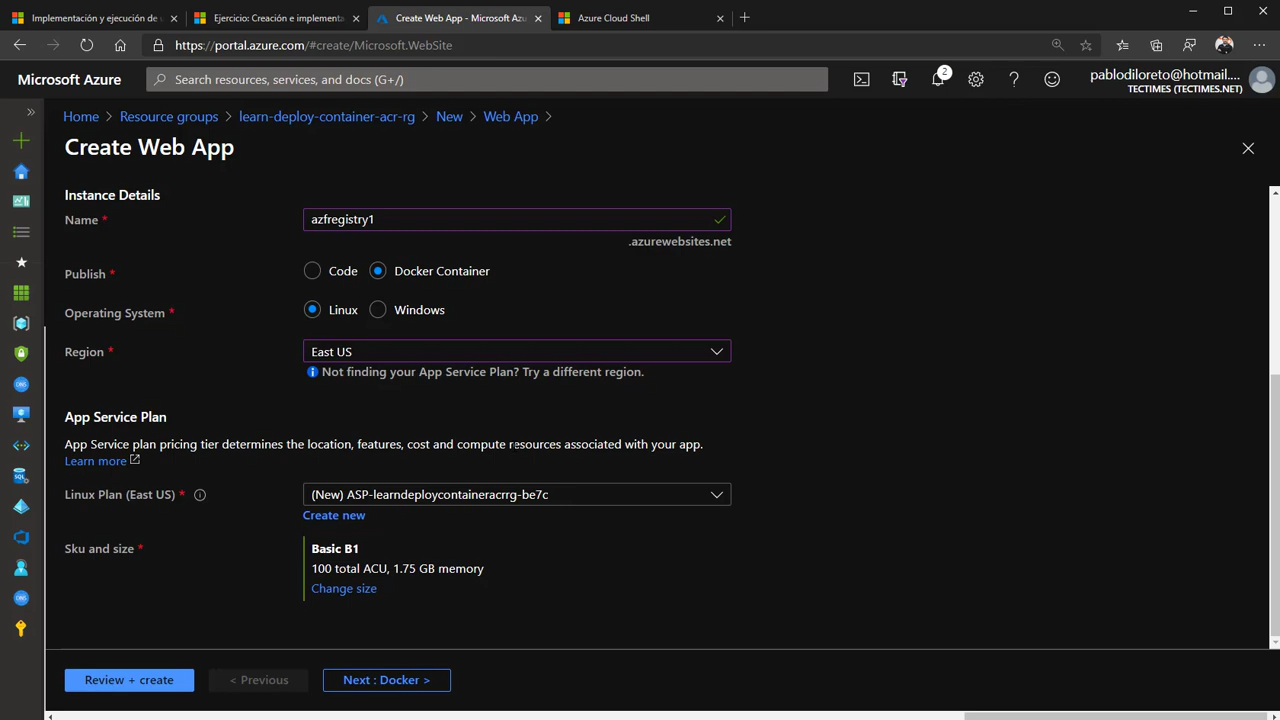 Implementación y ejecución de u
Ejercicio: Creación e implementa
Create Web App - Microsoft Azu
Azure Cloud Shell
https://portal.azure.com/#create/Microsoft.WebSite
Microsoft Azure
Search resources, services, and docs (G+/)
2
pablodiloreto@hotmail....
TECTIMES (TECTIMES.NET)
Home > Resource groups > learn-deploy-container-acr-rg > New > Web App >
Create Web App
Instance Details
Name *
azfregistry1
.azurewebsites.net
Publish *
Code
Docker Container
Operating System *
Linux
Windows
Region *
East US
Not finding your App Service Plan? Try a different region.
App Service Plan
App Service plan pricing tier determines the location, features, cost and compute resources associated with your app.
Learn more
Linux Plan (East US) *
(New) ASP-learndeploycontaineracrrg-be7c
Create new
Sku and size *
Basic B1
100 total ACU, 1.75 GB memory
Change size
Review + create
< Previous
Next : Docker >